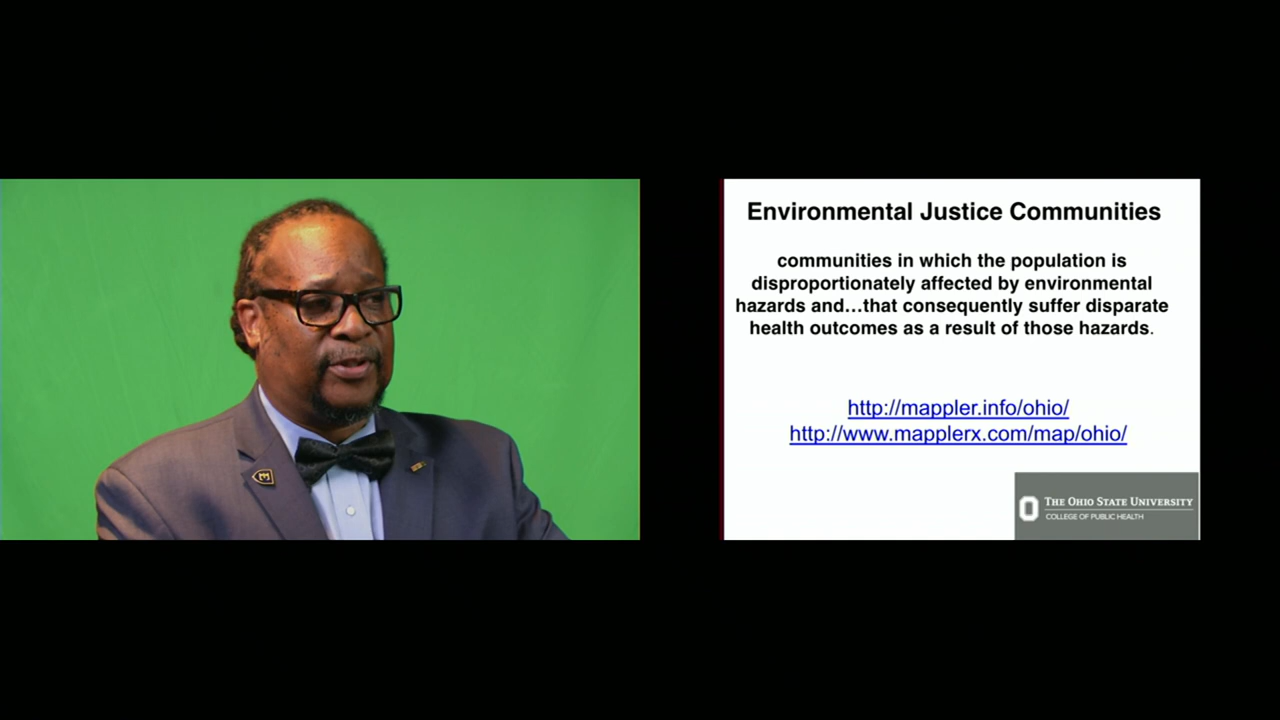 Environmental Justice Communities
communities in which the population is
disproportionately affected by environmental
hazards and…that consequently suffer disparate
health outcomes as a result of those hazards.
http://mappler.info/ohio/
http://www.mapplerx.com/map/ohio/
THE OHIO STATE UNIVERSITY
COLLEGE OF PUBLIC HEALTH